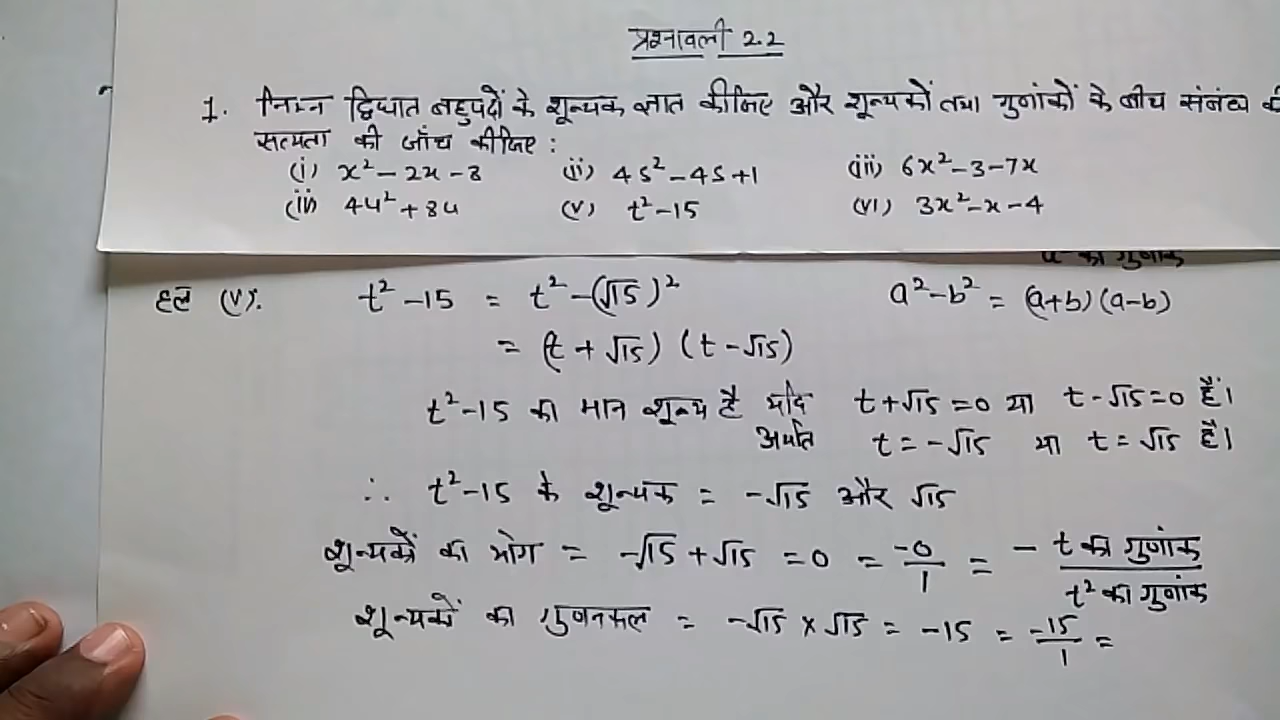 प्रश्नावली 2.2
1. निम्न द्विघात बहुपदों के शून्यक ज्ञात कीजिए और शून्यकों तथा गुणांकों के बीच संबंध की
सत्यता की जाँच कीजिए :
(i) x² - 2x - 8 (ii) 4s² - 4s + 1 (iii) 6x² - 3 - 7x
(iv) 4u² + 8u (v) t² - 15 (vi) 3x² - x - 4
का गुणांक
हल (v). t² - 15 = t² - (√15)² a² - b² = (a+b)(a-b)
= (t + √15) (t - √15)
t² - 15 का मान शून्य है यदि t + √15 = 0 या t - √15 = 0 हैं।
अर्थात t = -√15 या t = √15 है।
∴ t² - 15 के शून्यक = -√15 और √15
शून्यकों का योग = -√15 + √15 = 0 = -0/1 = - t का गुणांक / t² का गुणांक
शून्यकों का गुणनफल = -√15 × √15 = -15 = -15/1 =